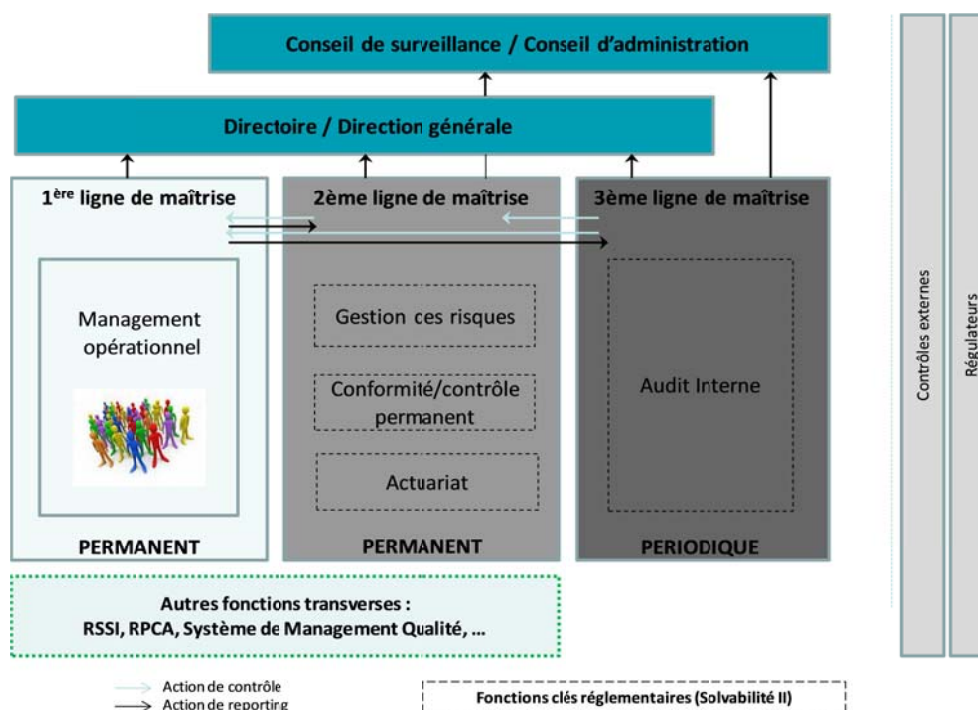 Conseil de surveillance / Conseil d'administration
Directoire / Direction générale
1ère ligne de maîtrise
2ème ligne de maîtrise
3ème ligne de maîtrise
Management
opérationnel
Gestion ces risques
Conformité/contrôle
permanent
Actuariat
Audit Interne
PERMANENT
PERMANENT
PERIODIQUE
Autres fonctions transverses :
RSSI, RPCA, Système de Management Qualité, ...
Action de contrôle
Action de reporting
Fonctions clés réglementaires (Solvabilité II)
Contrôles externes
Régulateurs